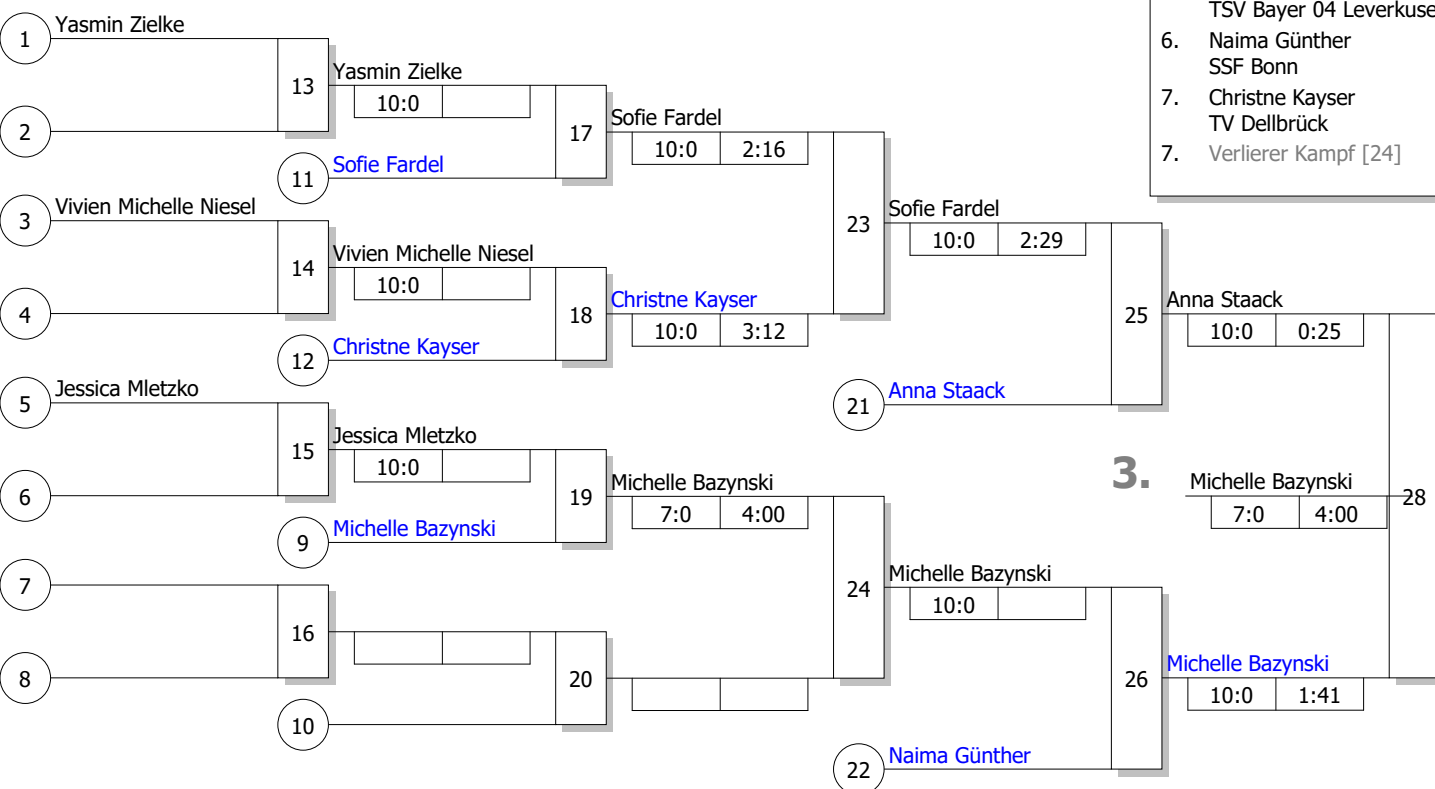 TSV Bayer 04 Leverkuse
6. Naima Günther
SSF Bonn
7. Christne Kayser
TV Dellbrück
7. Verlierer Kampf [24]
1 Yasmin Zielke
13 Yasmin Zielke
10:0
2
17 Sofie Fardel
10:0 2:16
11 Sofie Fardel
3 Vivien Michelle Niesel
23 Sofie Fardel
10:0 2:29
14 Vivien Michelle Niesel
10:0
4
18 Christne Kayser
10:0 3:12
25 Anna Staack
10:0 0:25
12 Christne Kayser
5 Jessica Mletzko
21 Anna Staack
15 Jessica Mletzko
10:0
6
19 Michelle Bazynski
7:0 4:00
3. Michelle Bazynski 28
7:0 4:00
9 Michelle Bazynski
7
24 Michelle Bazynski
10:0
16
8
20
26 Michelle Bazynski
10:0 1:41
10
22 Naima Günther